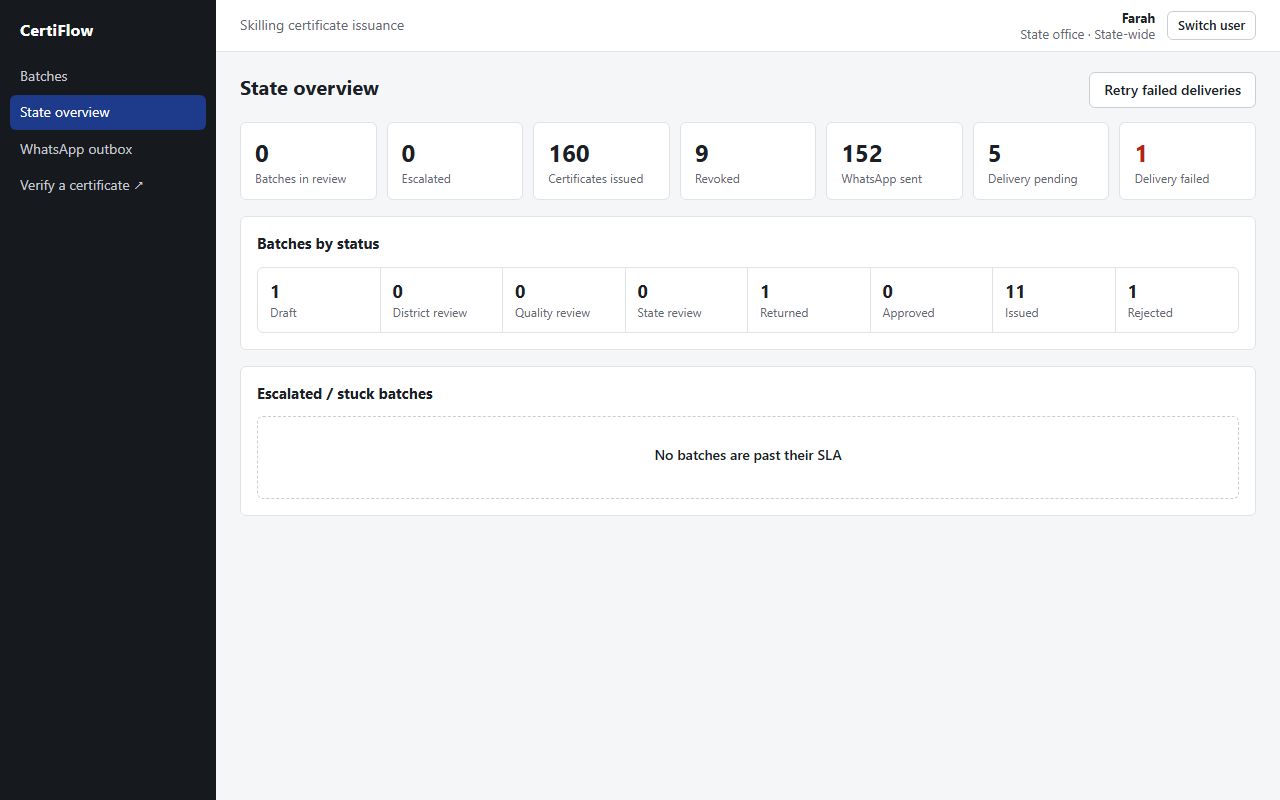 CertiFlow
Batches
State overview
WhatsApp outbox
Verify a certificate ↗
Skilling certificate issuance
Farah
State office · State-wide
Switch user
State overview
Retry failed deliveries
0
Batches in review
0
Escalated
160
Certificates issued
9
Revoked
152
WhatsApp sent
5
Delivery pending
1
Delivery failed
Batches by status
1
Draft
0
District review
0
Quality review
0
State review
1
Returned
0
Approved
11
Issued
1
Rejected
Escalated / stuck batches
No batches are past their SLA